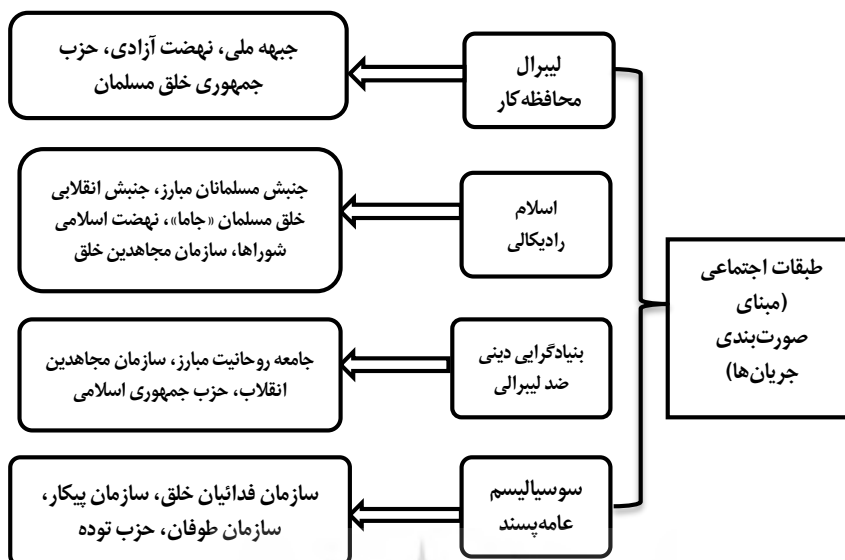 طبقات اجتماعی
(مبنای
صورت‌بندی
جریان‌ها)
لیبرال
محافظه‌کار
جبهه ملی، نهضت آزادی، حزب
جمهوری خلق مسلمان
اسلام
رادیکالی
جنبش مسلمانان مبارز، جنبش انقلابی
خلق مسلمان «جاما»، نهضت اسلامی
شوراها، سازمان مجاهدین خلق
بنیادگرایی دینی
ضد لیبرالی
جامعه روحانیت مبارز، سازمان مجاهدین
انقلاب، حزب جمهوری اسلامی
سوسیالیسم
عامه‌پسند
سازمان فدائیان خلق، سازمان پیکار،
سازمان طوفان، حزب توده